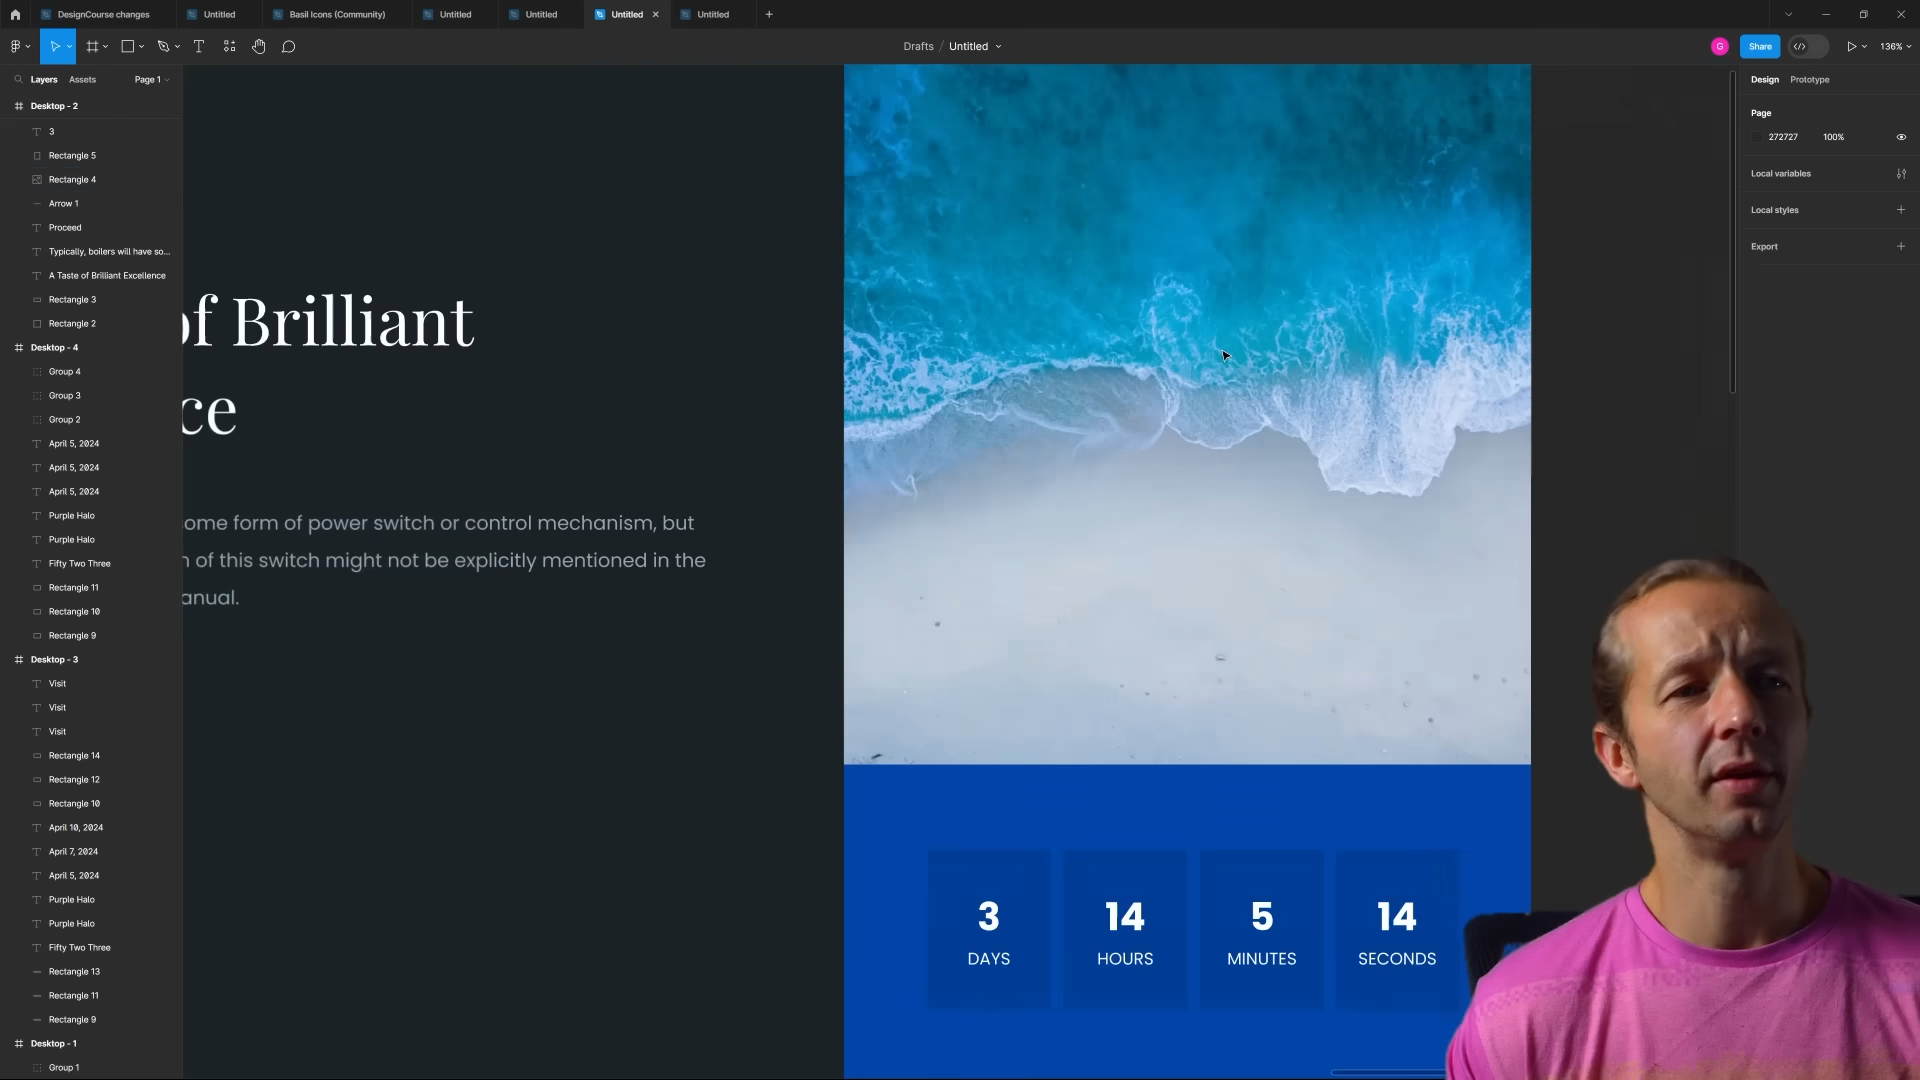 DesignCourse changes
Untitled
Basil Icons (Community)
Untitled
Untitled
Untitled
Untitled
Drafts / Untitled
G
Share
136%
Layers
Assets
Page 1
Desktop - 2
3
Rectangle 5
Rectangle 4
Arrow 1
Proceed
Typically, boilers will have so...
A Taste of Brilliant Excellence
Rectangle 3
Rectangle 2
Desktop - 4
Group 4
Group 3
Group 2
April 5, 2024
April 5, 2024
April 5, 2024
Purple Halo
Purple Halo
Fifty Two Three
Rectangle 11
Rectangle 10
Rectangle 9
Desktop - 3
Visit
Visit
Visit
Rectangle 14
Rectangle 12
Rectangle 10
April 10, 2024
April 7, 2024
April 5, 2024
Purple Halo
Purple Halo
Fifty Two Three
Rectangle 13
Rectangle 11
Rectangle 9
Desktop - 1
Group 1
of Brilliant
ce
ome form of power switch or control mechanism, but
n of this switch might not be explicitly mentioned in the
anual.
3
DAYS
14
HOURS
5
MINUTES
14
SECONDS
Design
Prototype
Page
272727
100%
Local variables
Local styles
Export